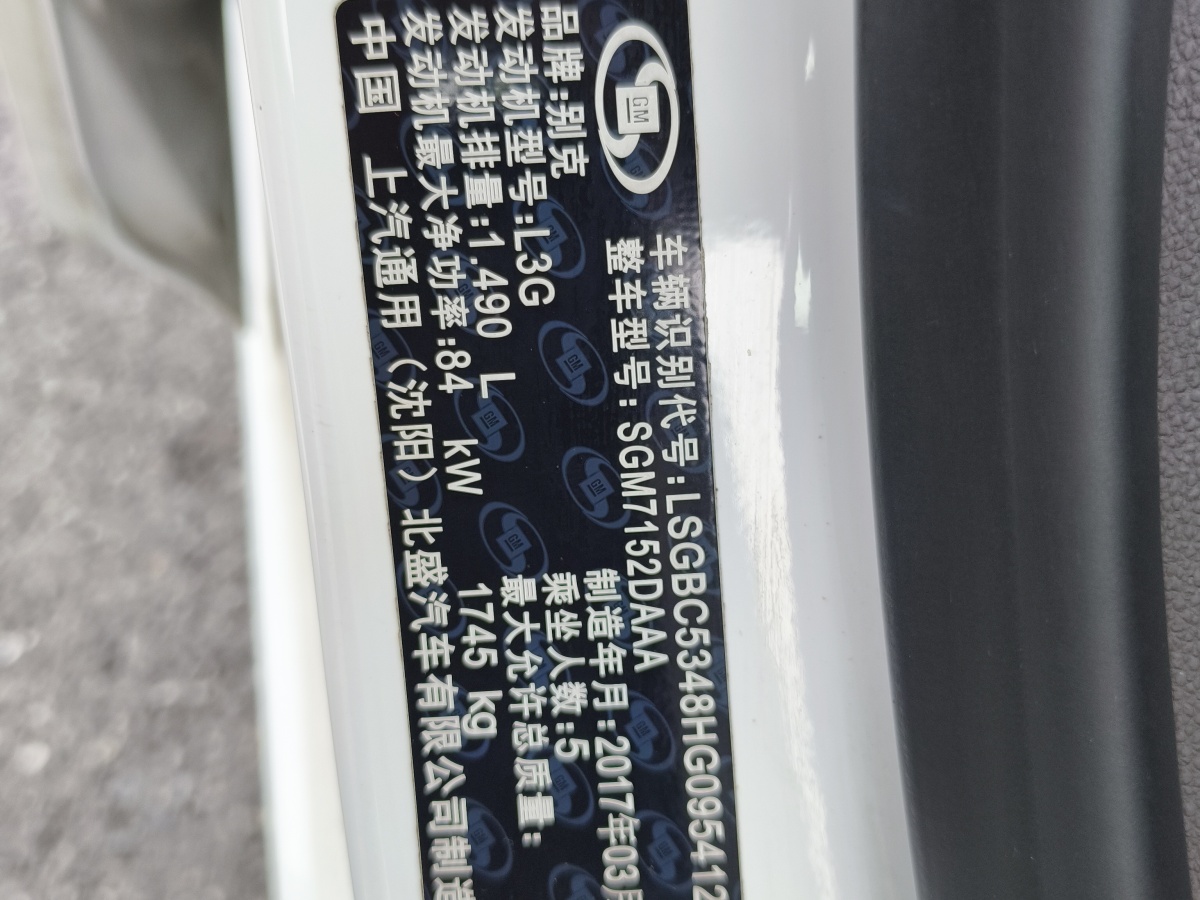 GM
车辆识别代号:LSGBC5348HG095412
整车型号:SGM7152DAAA
品牌:别克
制造年月:2017年03月
发动机型号:L3G
乘坐人数:5
发动机排量:1.490 L
最大允许总质量:
发动机最大净功率:84 kW
1745 kg
中国 上汽通用（沈阳）北盛汽车有限公司制造